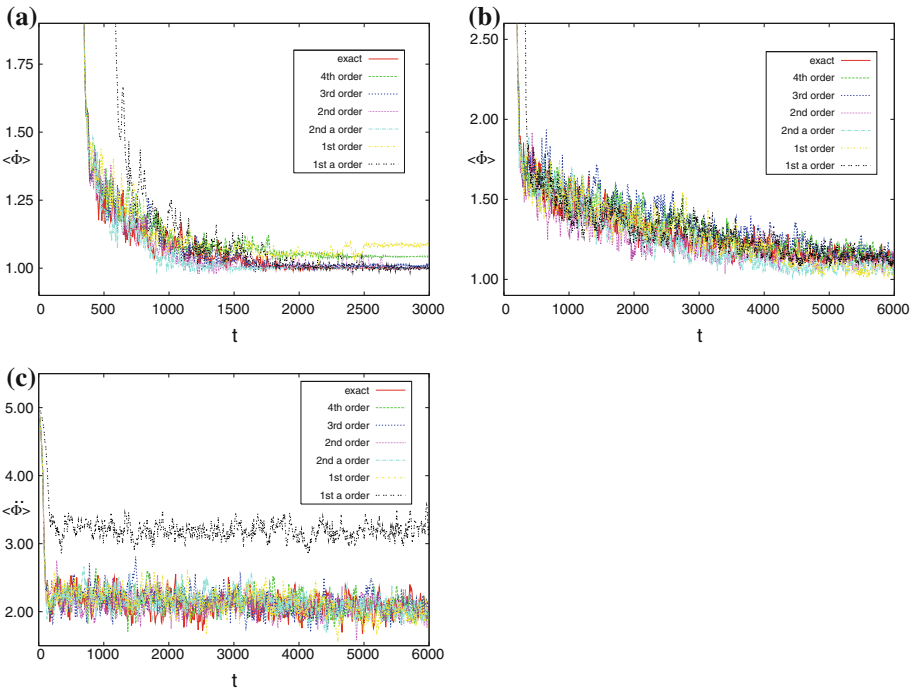 (a)
1.75
1.50
<Φ̇>
1.25
1.00
0 500 1000 1500 2000 2500 3000
t
exact
4th order
3rd order
2nd order
2nd a order
1st order
1st a order
(b)
2.50
2.00
<Φ̇>
1.50
1.00
0 1000 2000 3000 4000 5000 6000
t
exact
4th order
3rd order
2nd order
2nd a order
1st order
1st a order
(c)
5.00
4.00
<Φ̈>
3.00
2.00
0 1000 2000 3000 4000 5000 6000
t
exact
4th order
3rd order
2nd order
2nd a order
1st order
1st a order